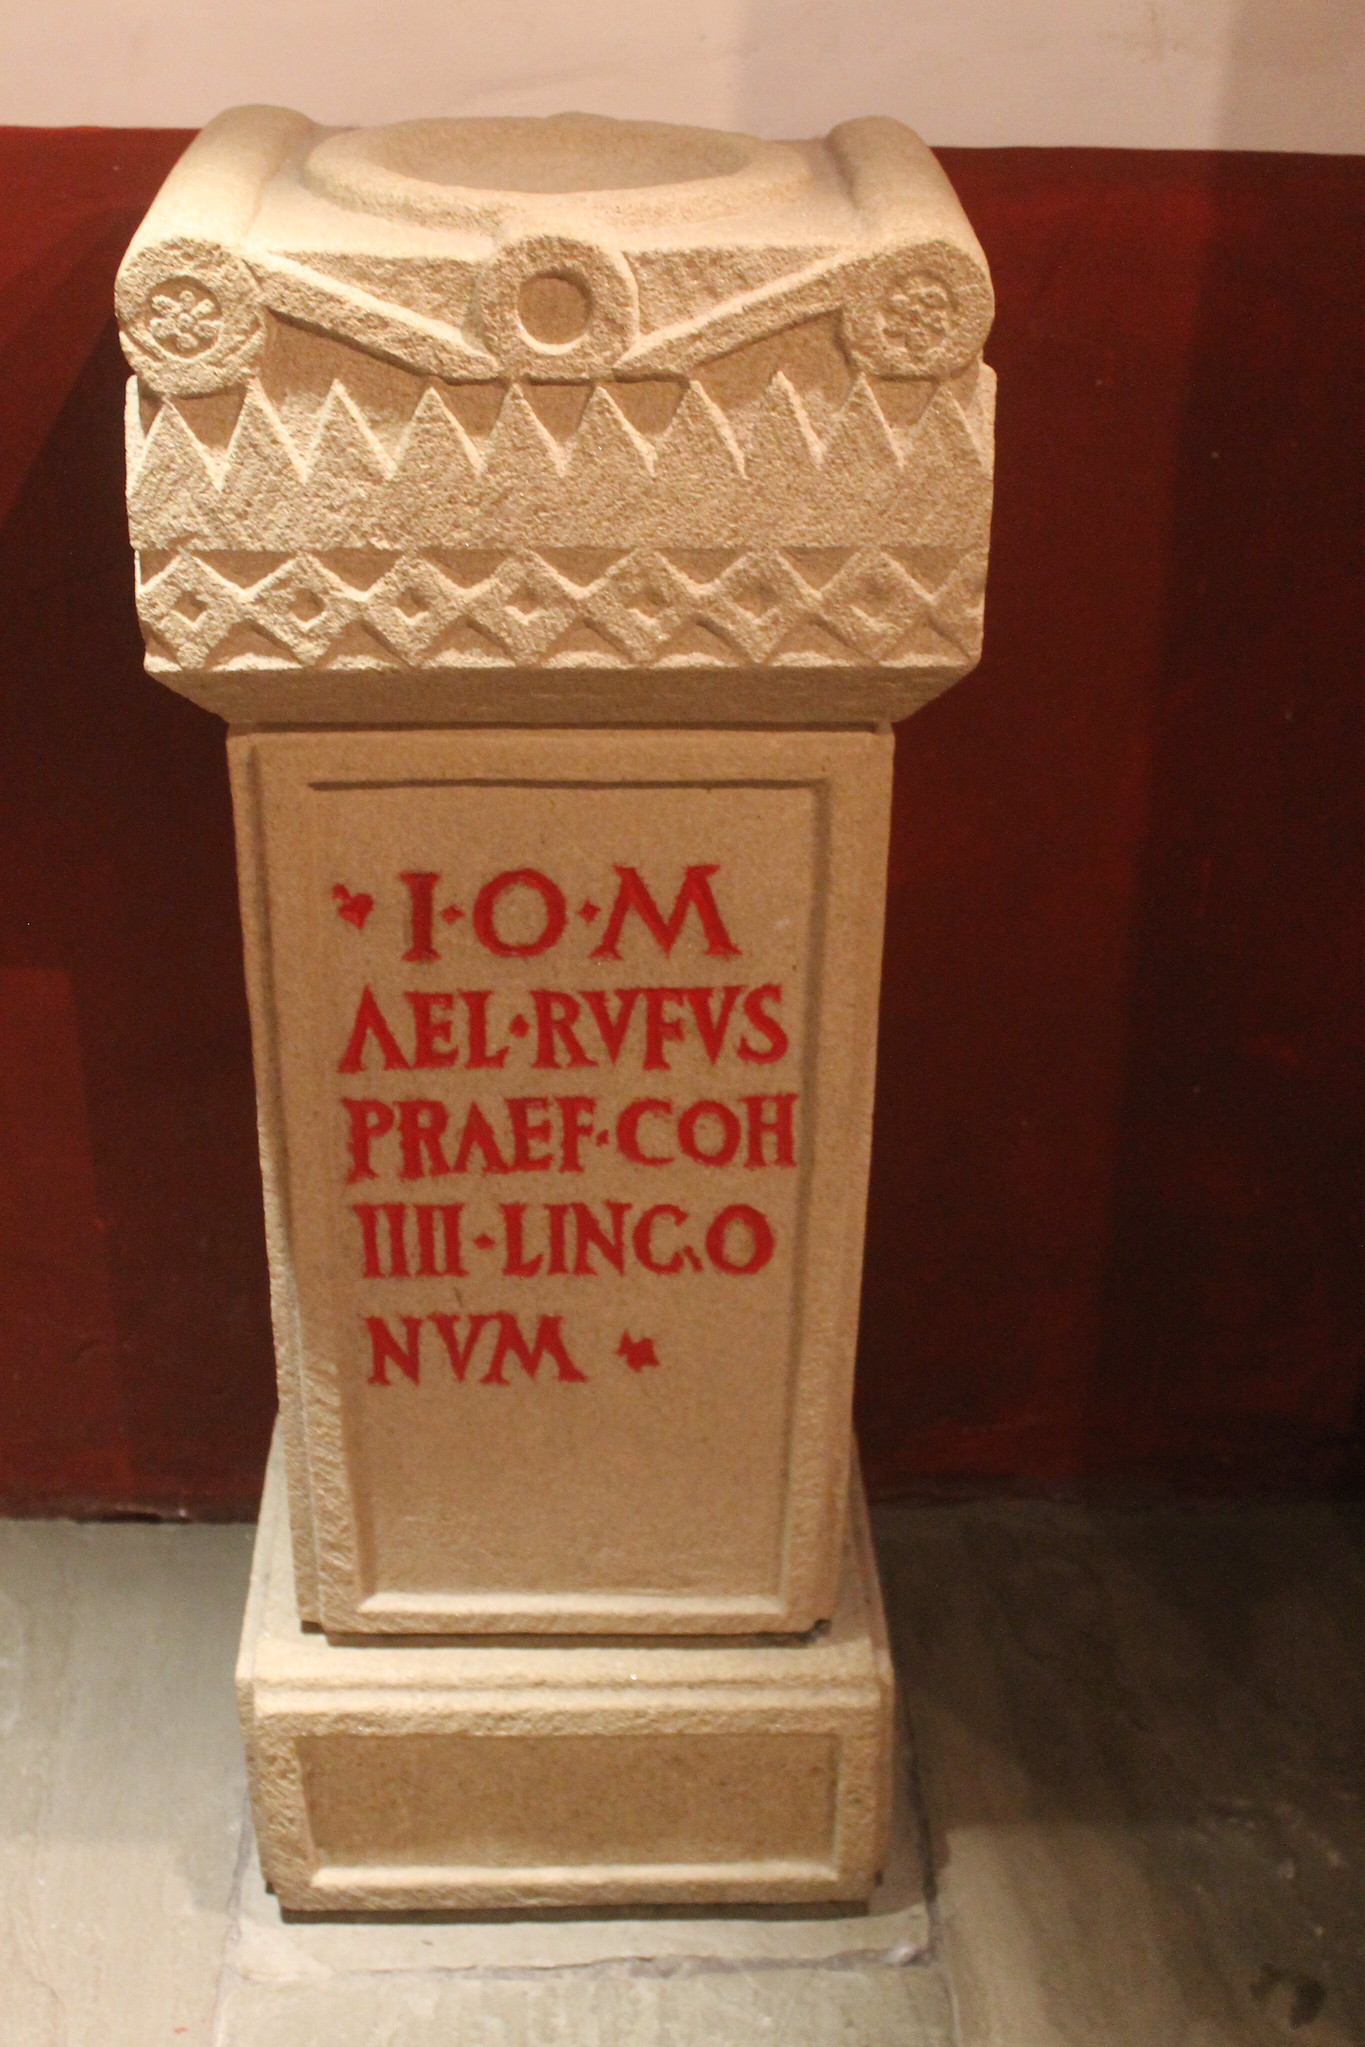 I·O·M
AEL·RVFVS
PRAEF·COH
IIII·LINGO
NVM